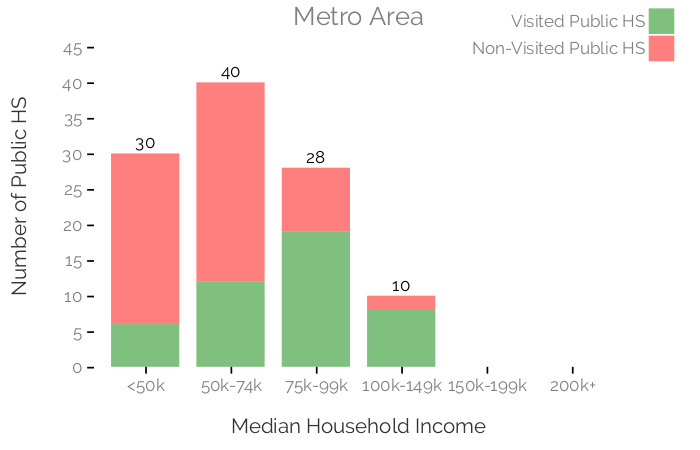 Metro Area
Visited Public HS
Non-Visited Public HS
Number of Public HS
45
40
35
30
25
20
15
10
5
0
30
40
28
10
<50k
50k-74k
75k-99k
100k-149k
150k-199k
200k+
Median Household Income